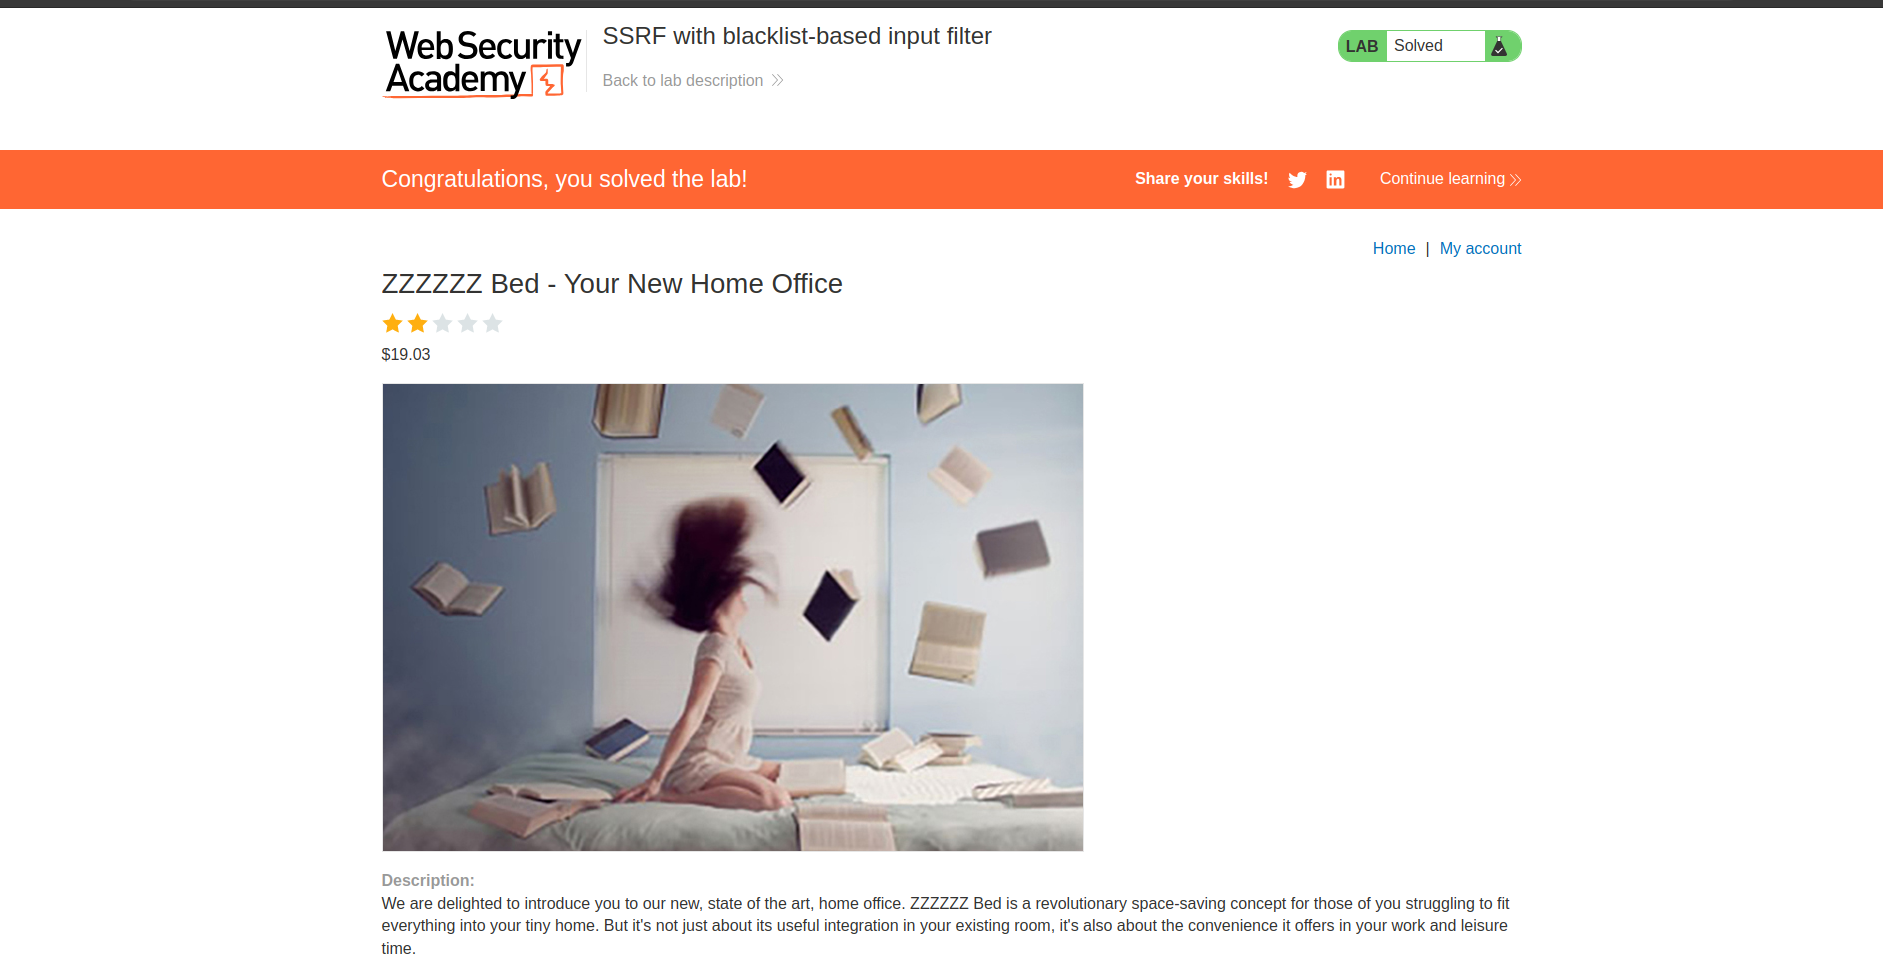 Web Security
Academy
SSRF with blacklist-based input filter
Back to lab description
LAB Solved
Congratulations, you solved the lab!
Share your skills!
Continue learning
Home | My account
ZZZZZZ Bed - Your New Home Office
$19.03
Description:
We are delighted to introduce you to our new, state of the art, home office. ZZZZZZ Bed is a revolutionary space-saving concept for those of you struggling to fit
everything into your tiny home. But it's not just about its useful integration in your existing room, it's also about the convenience it offers in your work and leisure
time.